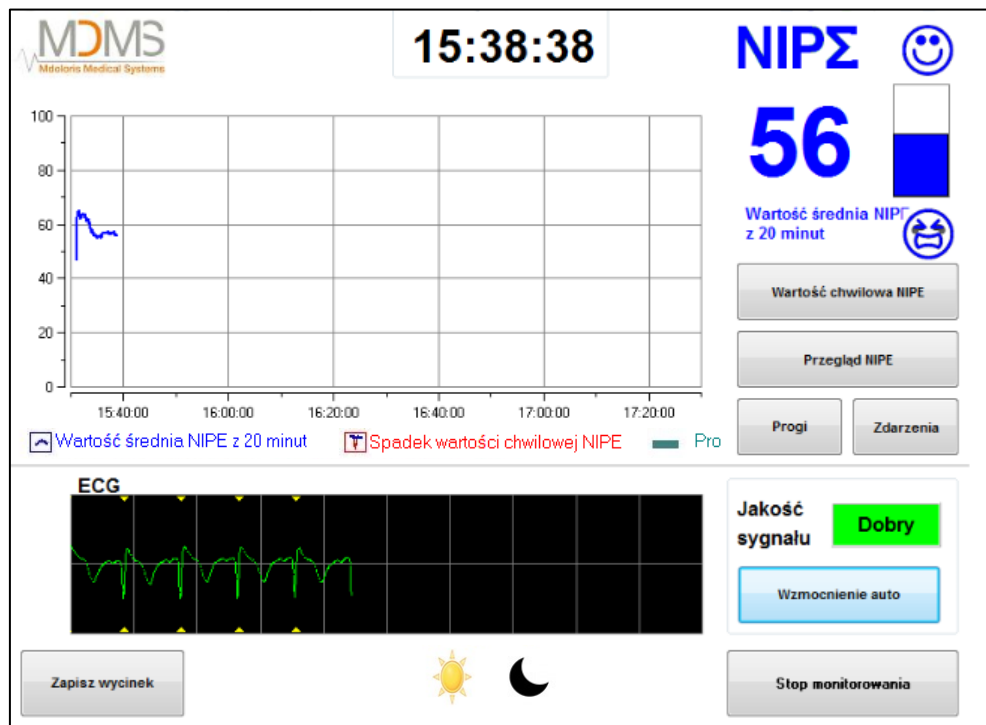 MDMS
Mdoloris Medical Systems
15:38:38
NIPΣ
56
Wartość średnia NIPΣ
z 20 minut
100
80
60
40
20
0
15:40:00 16:00:00 16:20:00 16:40:00 17:00:00 17:20:00
Wartość średnia NIPE z 20 minut Spadek wartości chwilowej NIPE Pro
Wartość chwilowa NIPE
Przegląd NIPE
Progi Zdarzenia
ECG
Jakość
sygnału
Dobry
Wzmocnienie auto
Zapisz wycinek
Stop monitorowania